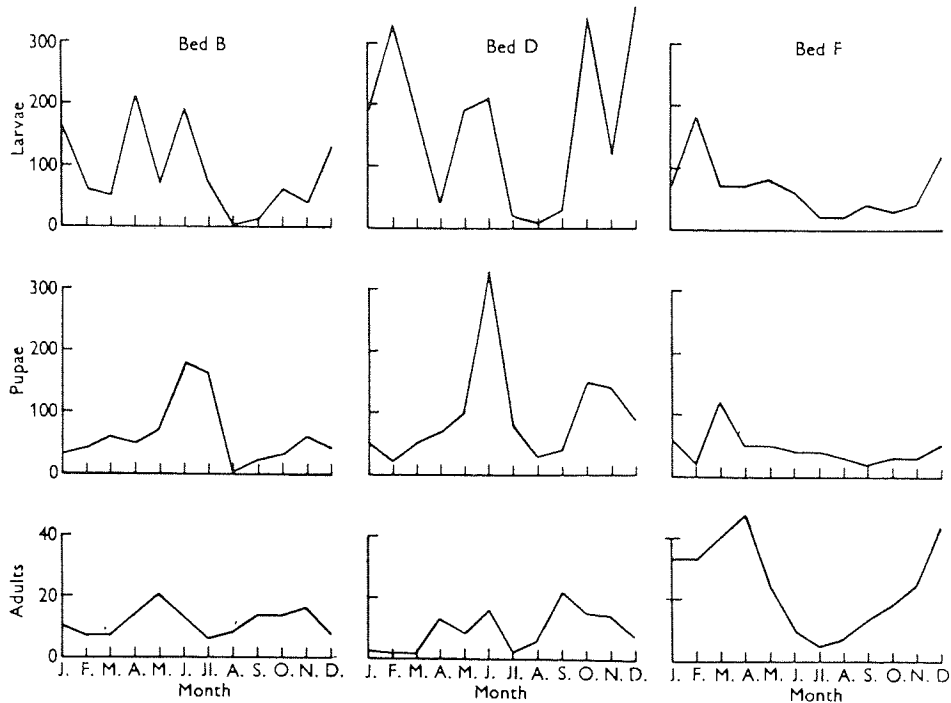 Bed B
Bed D
Bed F
Larvae
300
200
100
0
Pupae
300
200
100
0
Adults
40
20
0
J. F. M. A. M. J. Jl. A. S. O. N. D.
Month
J. F. M. A. M. J. Jl. A. S. O. N. D.
Month
J. F. M. A. M. J. Jl. A. S. O. N. D
Month